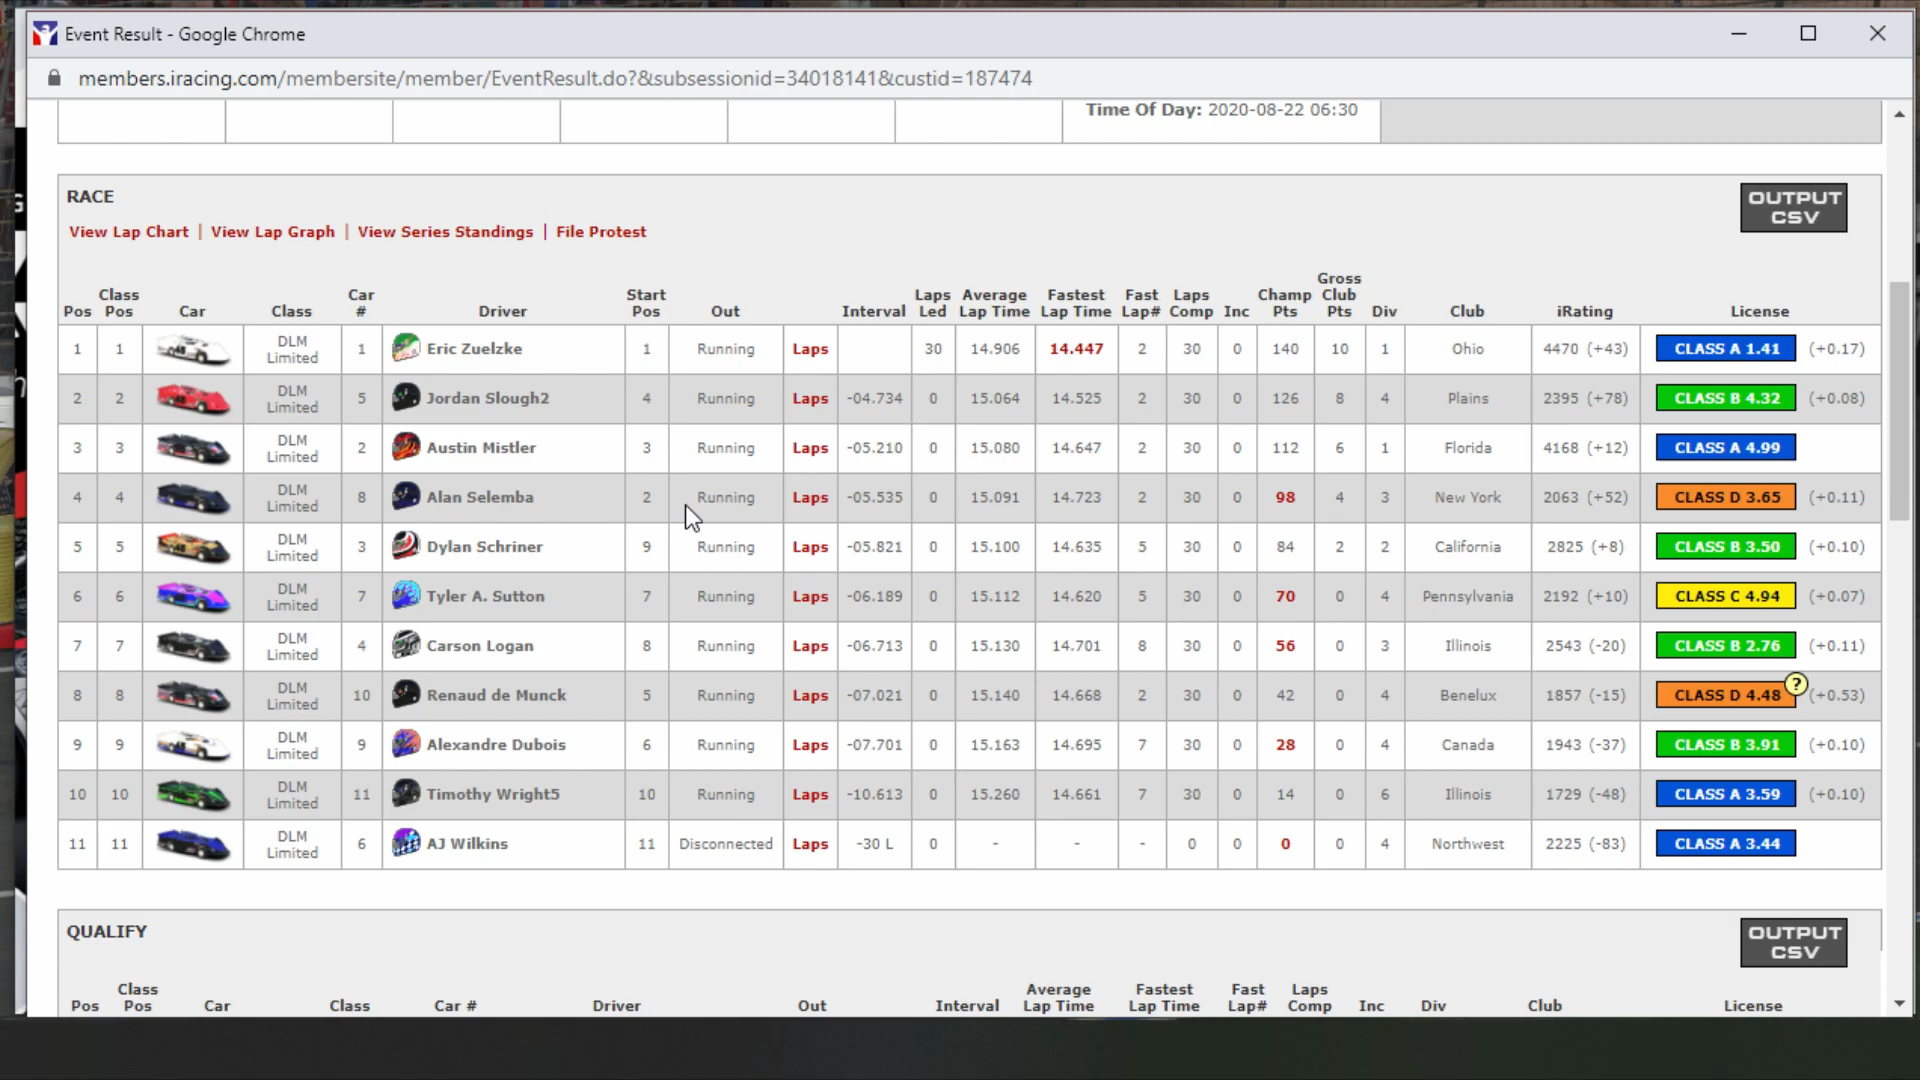 Event Result - Google Chrome
members.iracing.com/membersite/member/EventResult.do?&subsessionid=34018141&custid=187474
Time Of Day: 2020-08-22 06:30
RACE
OUTPUT CSV
View Lap Chart | View Lap Graph | View Series Standings | File Protest
Pos Class Pos Car Class Car # Driver Start Pos Out Interval Laps Led Average Lap Time Fastest Lap Time Fast Lap# Laps Comp Inc Champ Pts Gross Club Pts Div Club iRating License
1 1 DLM Limited 1 Eric Zuelzke 1 Running Laps 30 14.906 14.447 2 30 0 140 10 1 Ohio 4470 (+43) CLASS A 1.41 (+0.17)
2 2 DLM Limited 5 Jordan Slough2 4 Running Laps -04.734 0 15.064 14.525 2 30 0 126 8 4 Plains 2395 (+78) CLASS B 4.32 (+0.08)
3 3 DLM Limited 2 Austin Mistler 3 Running Laps -05.210 0 15.080 14.647 2 30 0 112 6 1 Florida 4168 (+12) CLASS A 4.99
4 4 DLM Limited 8 Alan Selemba 2 Running Laps -05.535 0 15.091 14.723 2 30 0 98 4 3 New York 2063 (+52) CLASS D 3.65 (+0.11)
5 5 DLM Limited 3 Dylan Schriner 9 Running Laps -05.821 0 15.100 14.635 5 30 0 84 2 2 California 2825 (+8) CLASS B 3.50 (+0.10)
6 6 DLM Limited 7 Tyler A. Sutton 7 Running Laps -06.189 0 15.112 14.620 5 30 0 70 0 4 Pennsylvania 2192 (+10) CLASS C 4.94 (+0.07)
7 7 DLM Limited 4 Carson Logan 8 Running Laps -06.713 0 15.130 14.701 8 30 0 56 0 3 Illinois 2543 (-20) CLASS B 2.76 (+0.11)
8 8 DLM Limited 10 Renaud de Munck 5 Running Laps -07.021 0 15.140 14.668 2 30 0 42 0 4 Benelux 1857 (-15) CLASS D 4.48 ? (+0.53)
9 9 DLM Limited 9 Alexandre Dubois 6 Running Laps -07.701 0 15.163 14.695 7 30 0 28 0 4 Canada 1943 (-37) CLASS B 3.91 (+0.10)
10 10 DLM Limited 11 Timothy Wright5 10 Running Laps -10.613 0 15.260 14.661 7 30 0 14 0 6 Illinois 1729 (-48) CLASS A 3.59 (+0.10)
11 11 DLM Limited 6 AJ Wilkins 11 Disconnected Laps -30 L 0 - - - 0 0 0 0 4 Northwest 2225 (-83) CLASS A 3.44
QUALIFY
OUTPUT CSV
Pos Class Pos Car Class Car # Driver Out Interval Average Lap Time Fastest Lap Time Fast Lap# Laps Comp Inc Div Club License